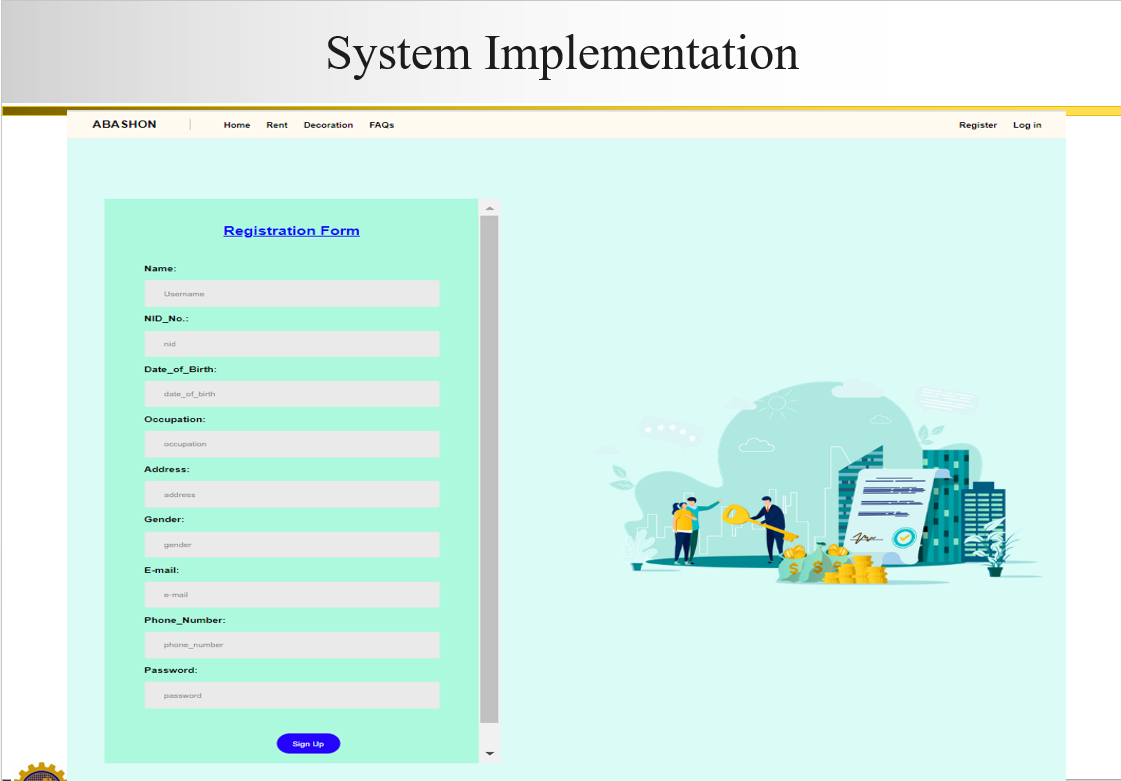 System Implementation
ABASHON | Home Rent Decoration FAQs Register Log in
Registration Form
Name:
Username
NID_No.:
nid
Date_of_Birth:
date_of_birth
Occupation:
occupation
Address:
address
Gender:
gender
E-mail:
e-mail
Phone_Number:
phone_number
Password:
password
Sign Up
$ $ $